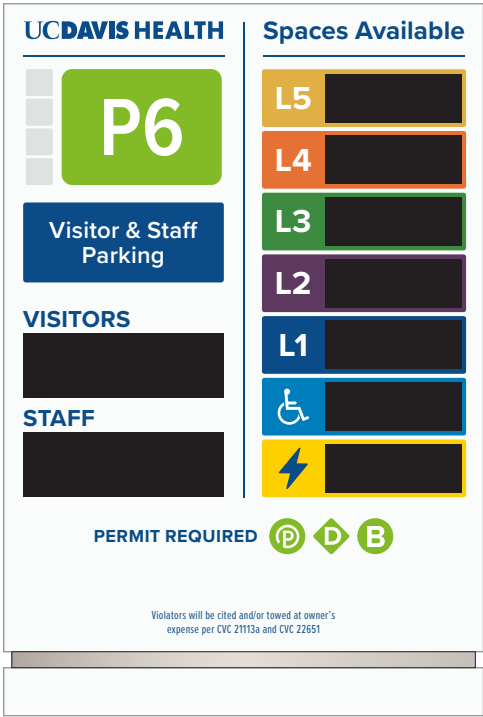 UCDAVIS HEALTH
P6
Visitor & Staff
Parking
VISITORS
STAFF
Spaces Available
L5
L4
L3
L2
L1
PERMIT REQUIRED P D B
Violators will be cited and/or towed at owner's
expense per CVC 21113a and CVC 22651